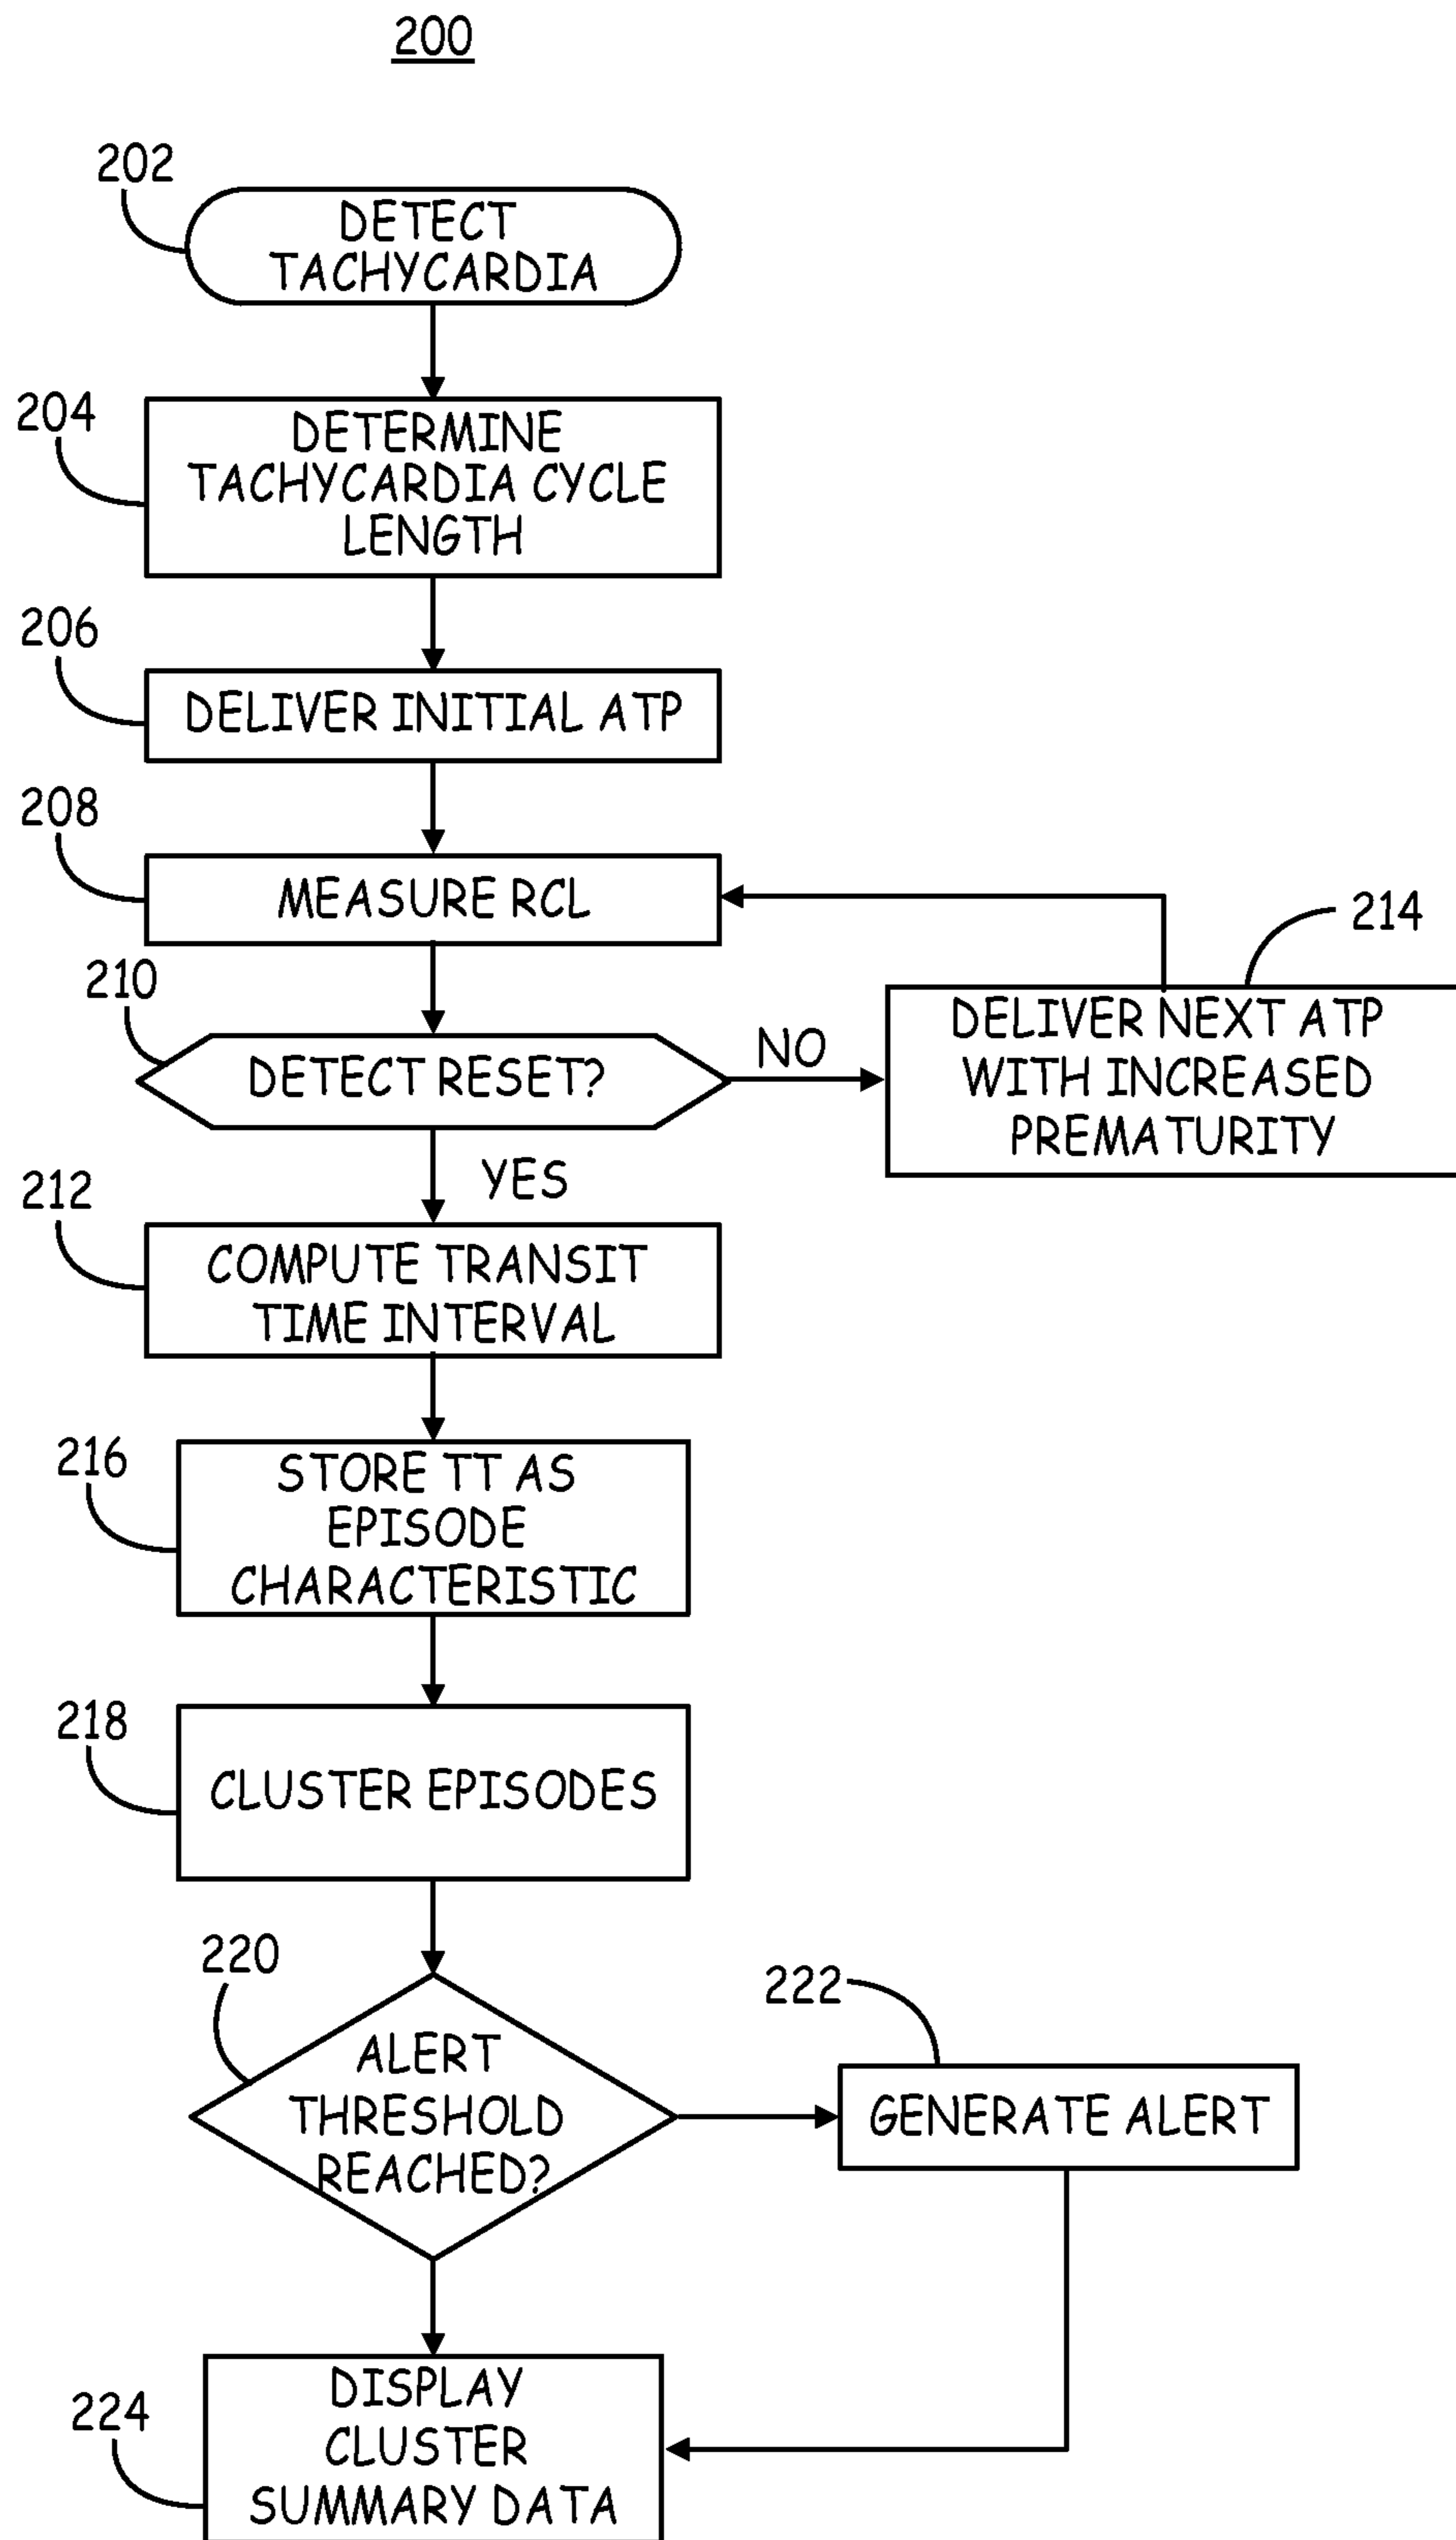 200
202
DETECT
TACHYCARDIA
204
DETERMINE
TACHYCARDIA CYCLE
LENGTH
206
DELIVER INITIAL ATP
208
MEASURE RCL
214
DELIVER NEXT ATP
WITH INCREASED
PREMATURITY
210
DETECT RESET?
NO
YES
212
COMPUTE TRANSIT
TIME INTERVAL
216
STORE TT AS
EPISODE
CHARACTERISTIC
218
CLUSTER EPISODES
220
ALERT
THRESHOLD
REACHED?
222
GENERATE ALERT
224
DISPLAY
CLUSTER
SUMMARY DATA